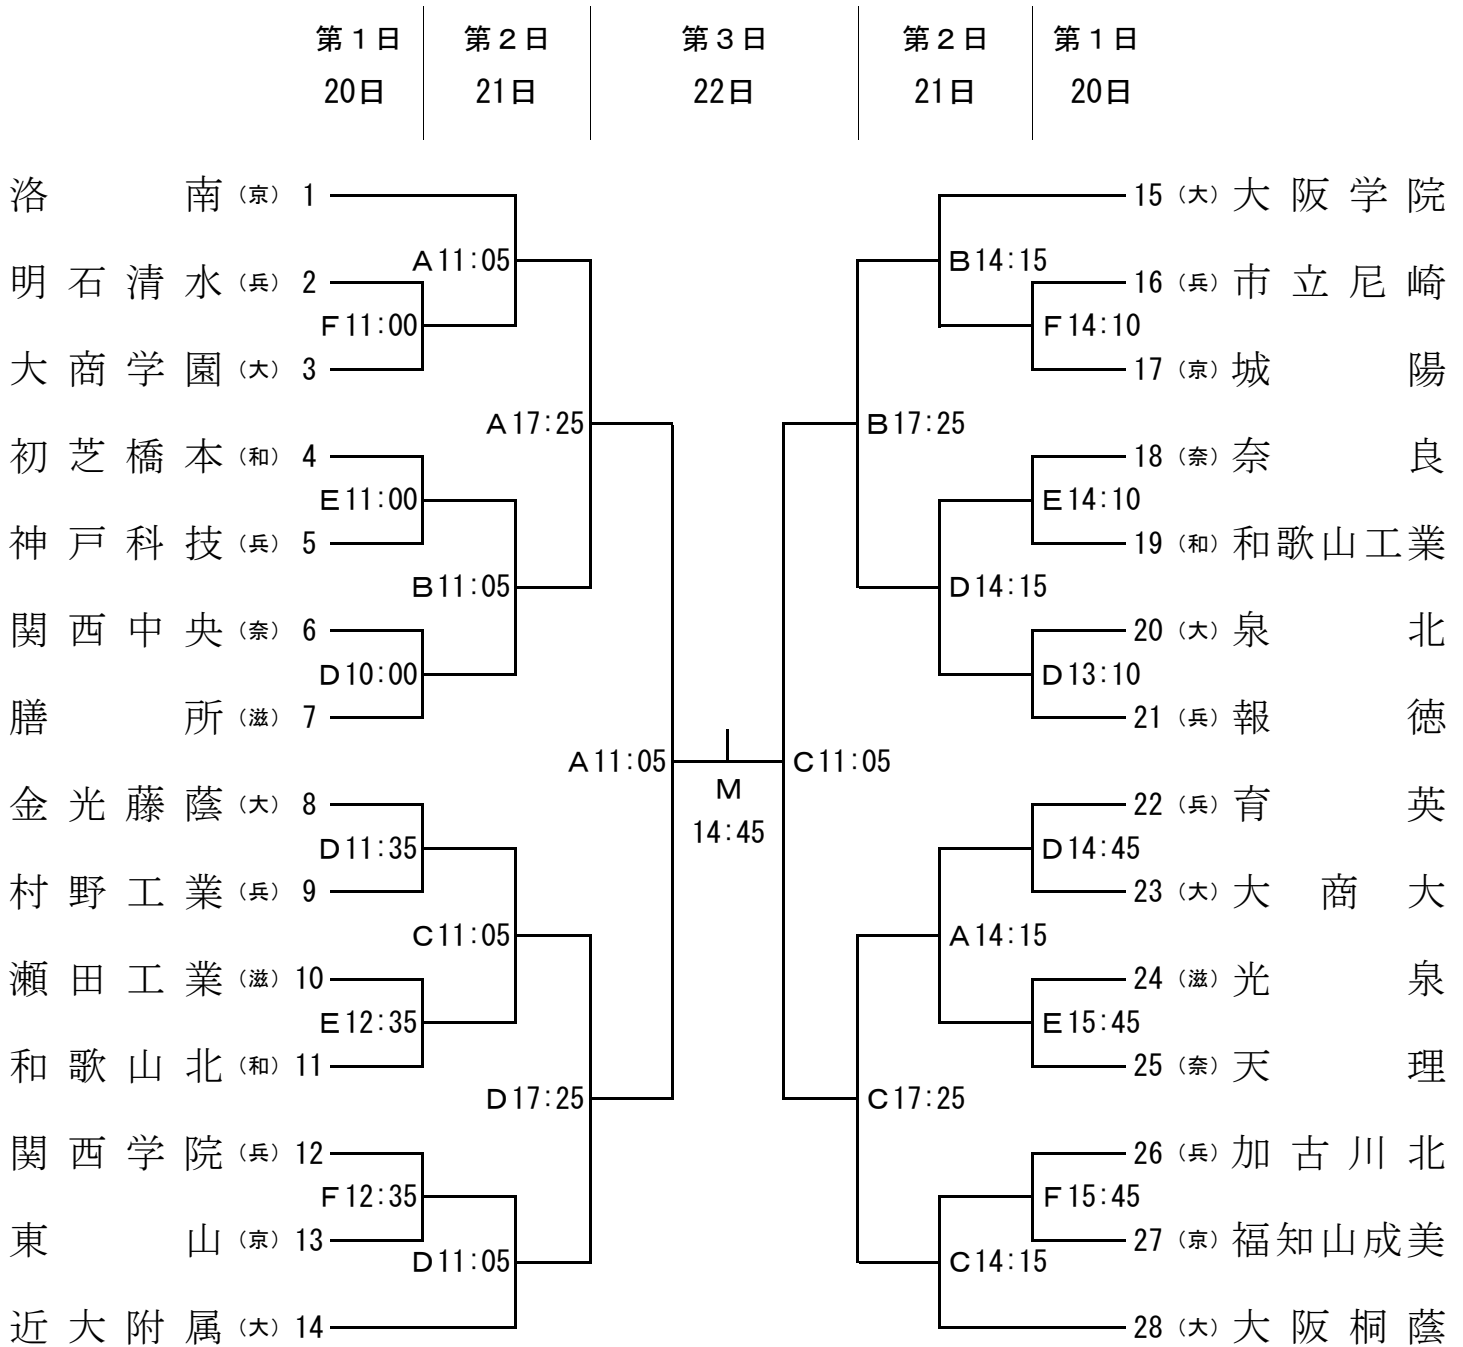 第1日 第2日 第3日 第2日 第1日
20日 21日 22日 21日 20日
洛南(京) 1 15(大) 大阪学院
A11:05 B14:15
明石清水(兵) 2 16(兵) 市立尼崎
F11:00 F14:10
大商学園(大) 3 17(京) 城陽
A17:25 B17:25
初芝橋本(和) 4 18(奈) 奈良
E11:00 E14:10
神戸科技(兵) 5 19(和) 和歌山工業
B11:05 D14:15
関西中央(奈) 6 20(大) 泉北
D10:00 D13:10
膳所(滋) 7 21(兵) 報徳
A11:05 C11:05
M
金光藤蔭(大) 8 22(兵) 育英
14:45
D11:35 D14:45
村野工業(兵) 9 23(大) 大商大
C11:05 A14:15
瀬田工業(滋) 10 24(滋) 光泉
E12:35 E15:45
和歌山北(和) 11 25(奈) 天理
D17:25 C17:25
関西学院(兵) 12 26(兵) 加古川北
F12:35 F15:45
東山(京) 13 27(京) 福知山成美
D11:05 C14:15
近大附属(大) 14 28(大) 大阪桐蔭